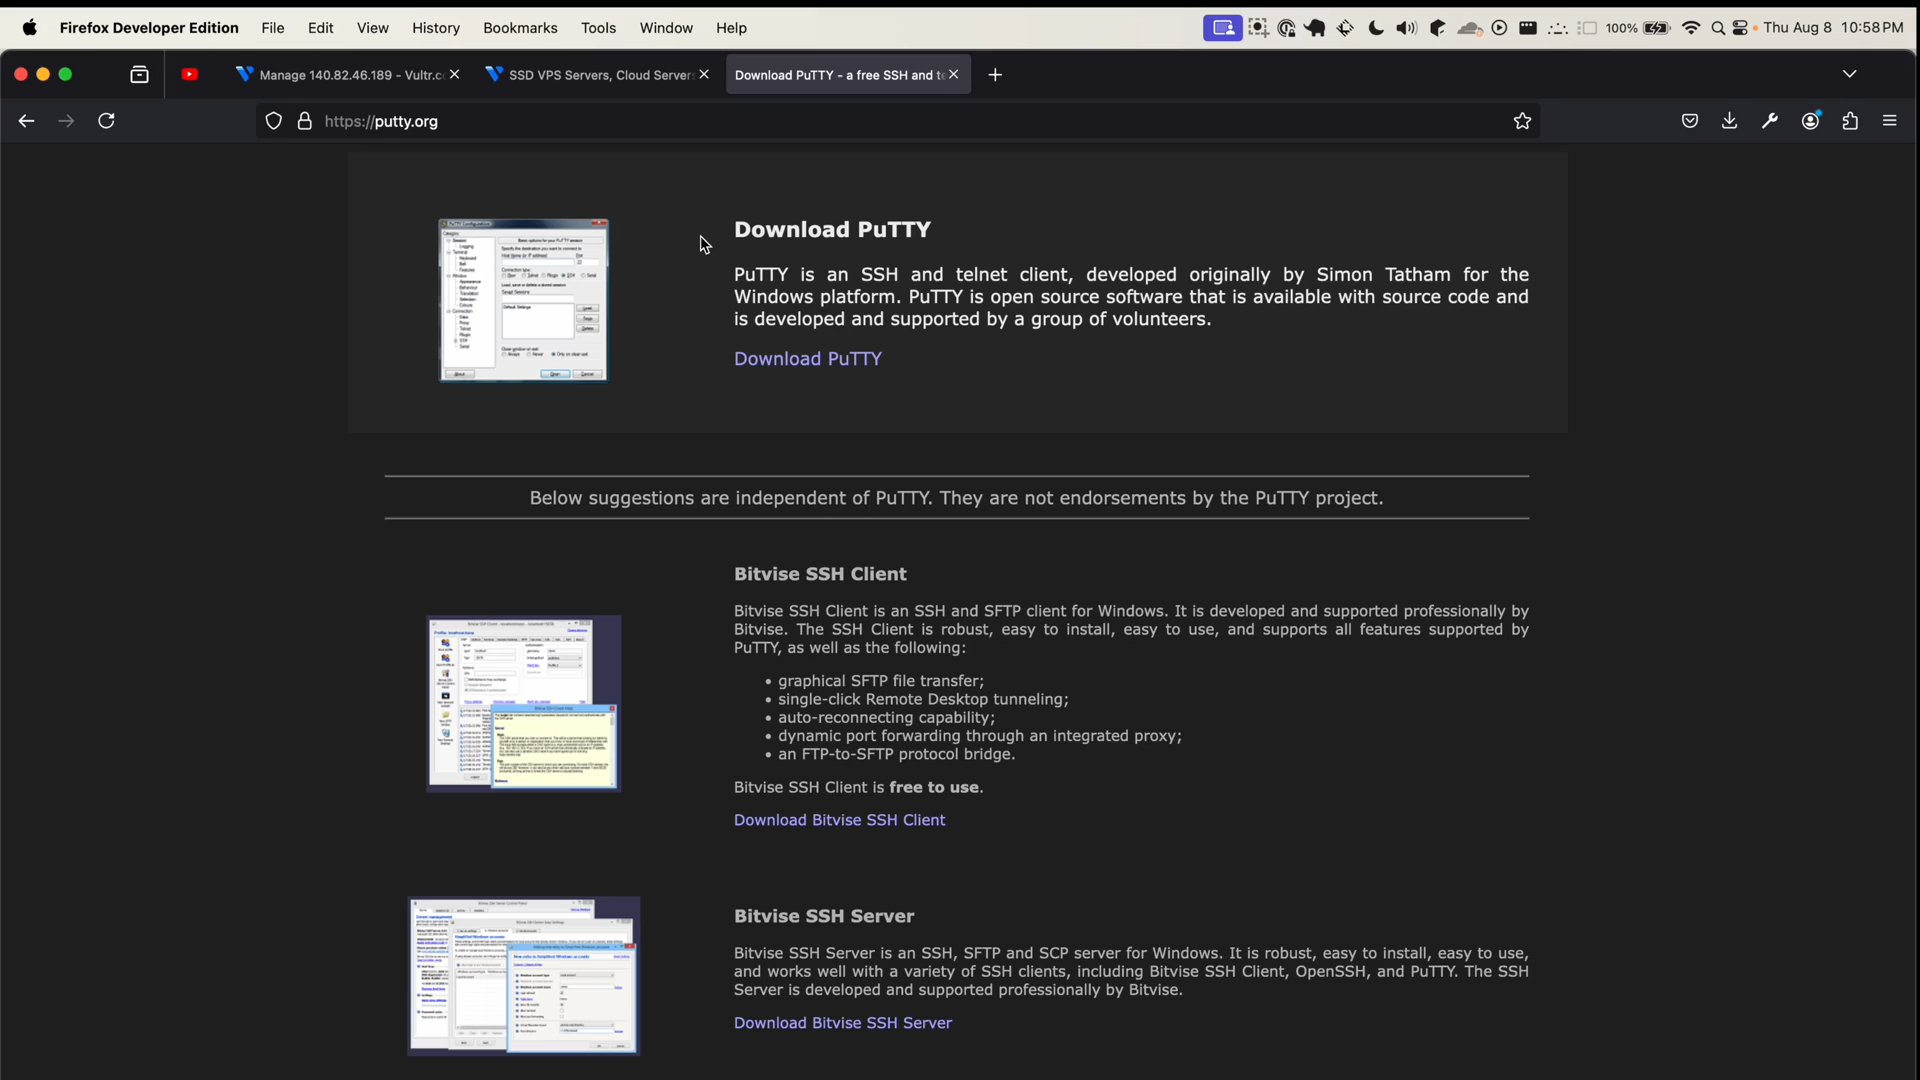 Firefox Developer Edition File Edit View History Bookmarks Tools Window Help 100% Thu Aug 8 10:58 PM
Manage 140.82.46.189 - Vultr.c SSD VPS Servers, Cloud Server Download PuTTY - a free SSH and te
https://putty.org
Download PuTTY
PuTTY is an SSH and telnet client, developed originally by Simon Tatham for the
Windows platform. PuTTY is open source software that is available with source code and
is developed and supported by a group of volunteers.
Download PuTTY
Below suggestions are independent of PuTTY. They are not endorsements by the PuTTY project.
Bitvise SSH Client
Bitvise SSH Client is an SSH and SFTP client for Windows. It is developed and supported professionally by
Bitvise. The SSH Client is robust, easy to install, easy to use, and supports all features supported by
PuTTY, as well as the following:
• graphical SFTP file transfer;
• single-click Remote Desktop tunneling;
• auto-reconnecting capability;
• dynamic port forwarding through an integrated proxy;
• an FTP-to-SFTP protocol bridge.
Bitvise SSH Client is free to use.
Download Bitvise SSH Client
Bitvise SSH Server
Bitvise SSH Server is an SSH, SFTP and SCP server for Windows. It is robust, easy to install, easy to use,
and works well with a variety of SSH clients, including Bitvise SSH Client, OpenSSH, and PuTTY. The SSH
Server is developed and supported professionally by Bitvise.
Download Bitvise SSH Server